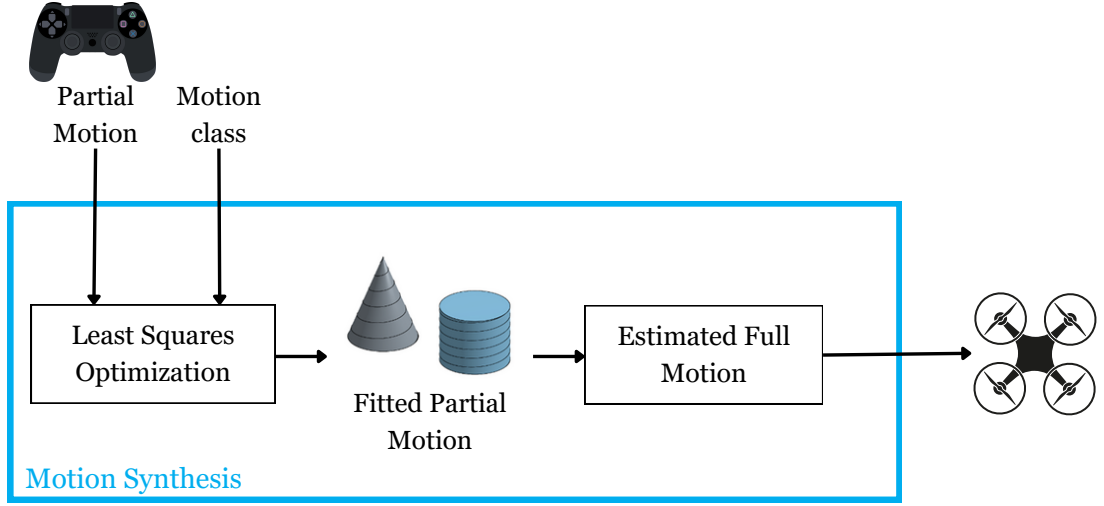 Partial
Motion
Motion
class
Least Squares
Optimization
Fitted Partial
Motion
Estimated Full
Motion
Motion Synthesis